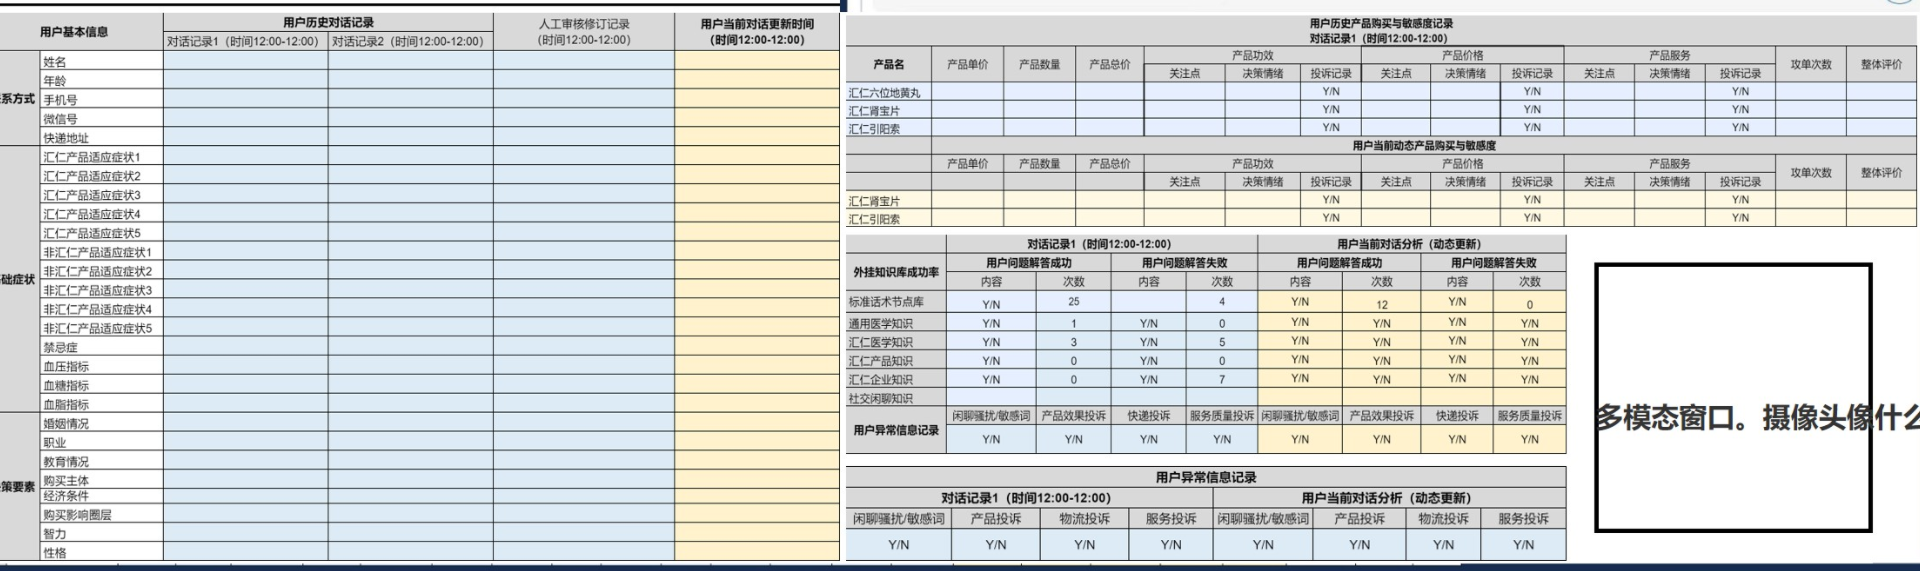 用户基本信息 用户历史对话记录 人工审核修订记录 (时间12:00-12:00) 用户当前对话更新时间 (时间12:00-12:00)
对话记录1（时间12:00-12:00） 对话记录2（时间12:00-12:00）
系方式
姓名
年龄
手机号
微信号
快递地址
础症状
汇仁产品适应症状1
汇仁产品适应症状2
汇仁产品适应症状3
汇仁产品适应症状4
汇仁产品适应症状5
非汇仁产品适应症状1
非汇仁产品适应症状2
非汇仁产品适应症状3
非汇仁产品适应症状4
非汇仁产品适应症状5
禁忌症
血压指标
血糖指标
血脂指标
策要素
婚姻情况
职业
教育情况
购买主体
经济条件
购买影响圈层
智力
性格
用户历史产品购买与敏感度记录
对话记录1（时间12:00-12:00）
产品名 产品单价 产品数量 产品总价 产品功效 产品价格 产品服务 攻单次数 整体评价
关注点 决策情绪 投诉记录 关注点 决策情绪 投诉记录 关注点 决策情绪 投诉记录
汇仁六位地黄丸 Y/N Y/N Y/N
汇仁肾宝片 Y/N Y/N Y/N
汇仁引阳索 Y/N Y/N Y/N
用户当前动态产品购买与敏感度
产品单价 产品数量 产品总价 产品功效 产品价格 产品服务 攻单次数 整体评价
关注点 决策情绪 投诉记录 关注点 决策情绪 投诉记录 关注点 决策情绪 投诉记录
汇仁肾宝片 Y/N Y/N Y/N
汇仁引阳索 Y/N Y/N Y/N
外挂知识库成功率 对话记录1（时间12:00-12:00） 用户当前对话分析（动态更新）
用户问题解答成功 用户问题解答失败 用户问题解答成功 用户问题解答失败
内容 次数 内容 次数 内容 次数 内容 次数
标准话术节点库 Y/N 25 4 Y/N 12 Y/N 0
通用医学知识 Y/N 1 Y/N 0 Y/N Y/N Y/N Y/N
汇仁医学知识 Y/N 3 Y/N 5 Y/N Y/N Y/N Y/N
汇仁产品知识 Y/N 0 Y/N 0 Y/N Y/N Y/N Y/N
汇仁企业知识 Y/N 0 Y/N 7 Y/N Y/N Y/N Y/N
社交闲聊知识
用户异常信息记录 闲聊骚扰/敏感词 产品效果投诉 快递投诉 服务质量投诉 闲聊骚扰/敏感词 产品效果投诉 快递投诉 服务质量投诉
Y/N Y/N Y/N Y/N Y/N Y/N Y/N Y/N
用户异常信息记录
对话记录1（时间12:00-12:00） 用户当前对话分析（动态更新）
闲聊骚扰/敏感词 产品投诉 物流投诉 服务投诉 闲聊骚扰/敏感词 产品投诉 物流投诉 服务投诉
Y/N Y/N Y/N Y/N Y/N Y/N Y/N Y/N
多模态窗口。摄像头像什么